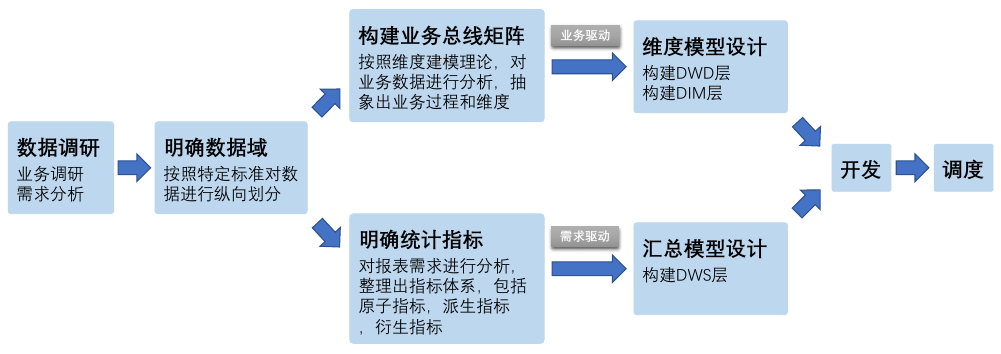 数据调研
业务调研
需求分析
明确数据域
按照特定标准对数
据进行纵向划分
构建业务总线矩阵
按照维度建模理论，对
业务数据进行分析，抽
象出业务过程和维度
业务驱动
维度模型设计
构建DWD层
构建DIM层
明确统计指标
对报表需求进行分析，
整理出指标体系，包括
原子指标，派生指标
，衍生指标
需求驱动
汇总模型设计
构建DWS层
开发
调度